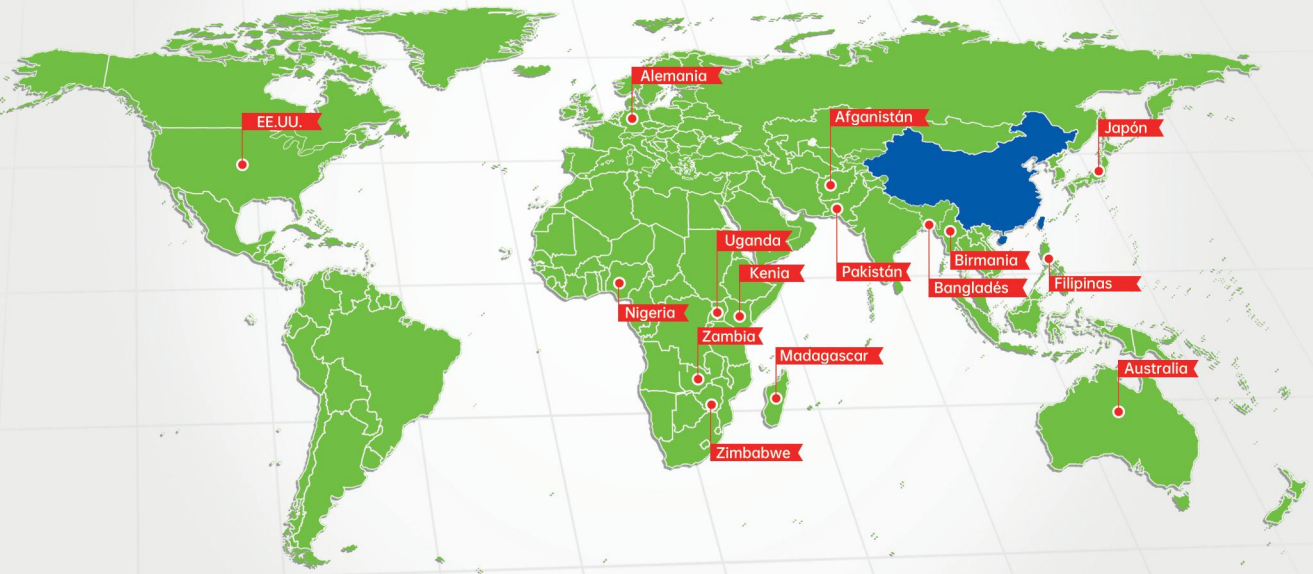 Alemania
EE.UU.
Afganistán
Japón
Uganda
Birmania
Kenia
Pakistán
Bangladés
Filipinas
Nigeria
Zambia
Madagascar
Australia
Zimbabwe